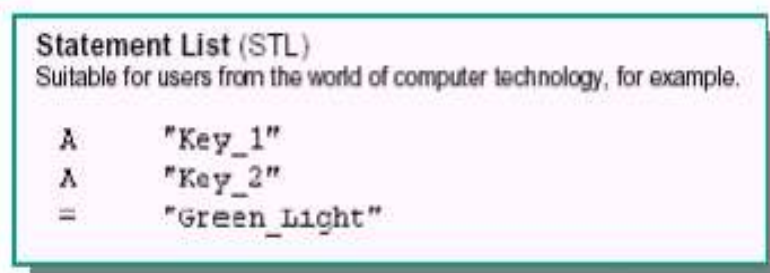 Statement List (STL)
Suitable for users from the world of computer technology, for example.
A "Key_1"
A "Key_2"
= "Green_Light"